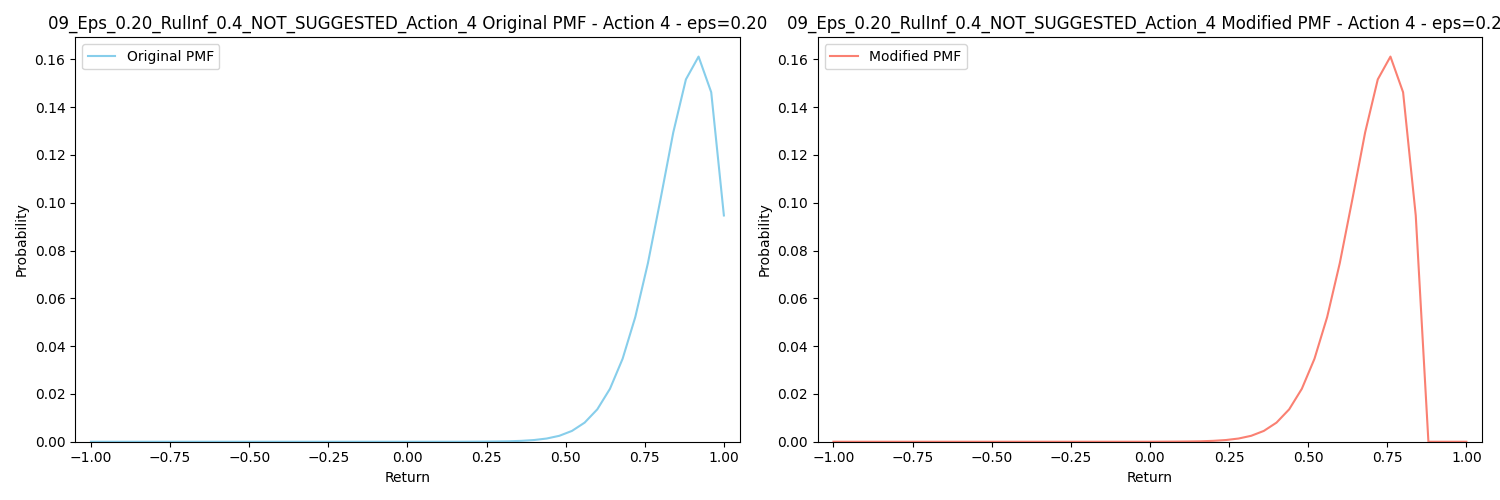 09_Eps_0.20_RulInf_0.4_NOT_SUGGESTED_Action_4 Original PMF - Action 4 - eps=0.20
Original PMF
0.16
0.14
0.12
0.10
0.08
0.06
0.04
0.02
0.00
Probability
−1.00 −0.75 −0.50 −0.25 0.00 0.25 0.50 0.75 1.00
Return
09_Eps_0.20_RulInf_0.4_NOT_SUGGESTED_Action_4 Modified PMF - Action 4 - eps=0.2
Modified PMF
0.16
0.14
0.12
0.10
0.08
0.06
0.04
0.02
0.00
Probability
−1.00 −0.75 −0.50 −0.25 0.00 0.25 0.50 0.75 1.00
Return